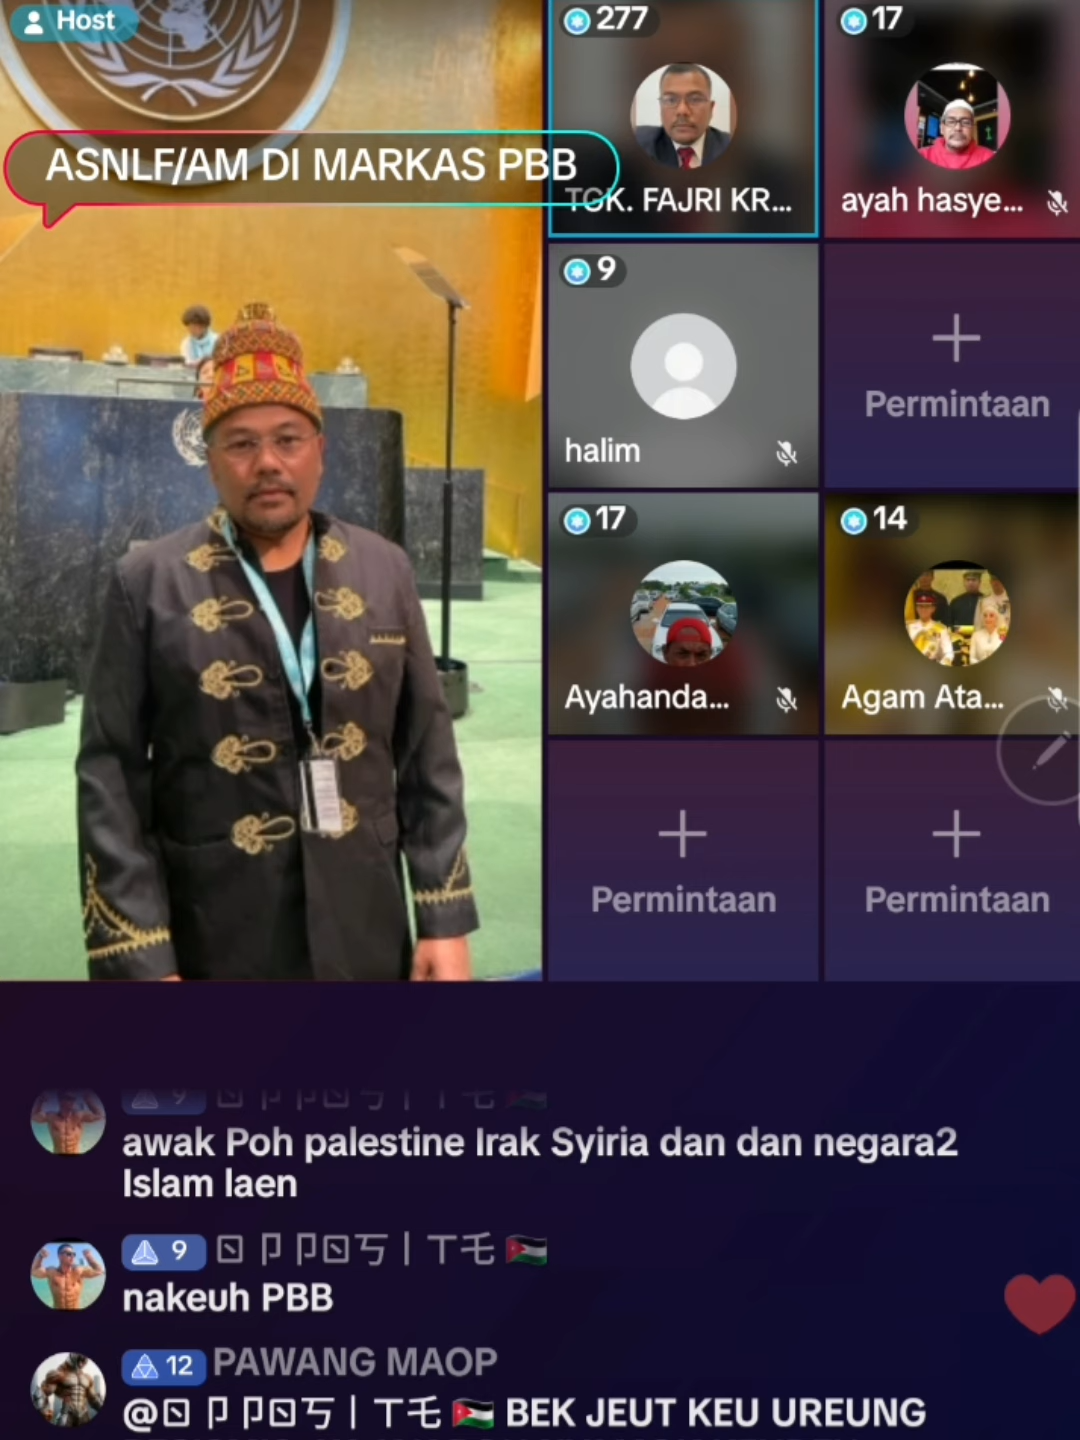 Host
ASNLF/AM DI MARKAS PBB
277
TGK. FAJRI KR...
17
ayah hasye...
9
halim
Permintaan
17
Ayahanda...
14
Agam Ata...
Permintaan
Permintaan
9
awak Poh palestine Irak Syiria dan dan negara2
Islam laen
9
nakeuh PBB
12 PAWANG MAOP
BEK JEUT KEU UREUNG